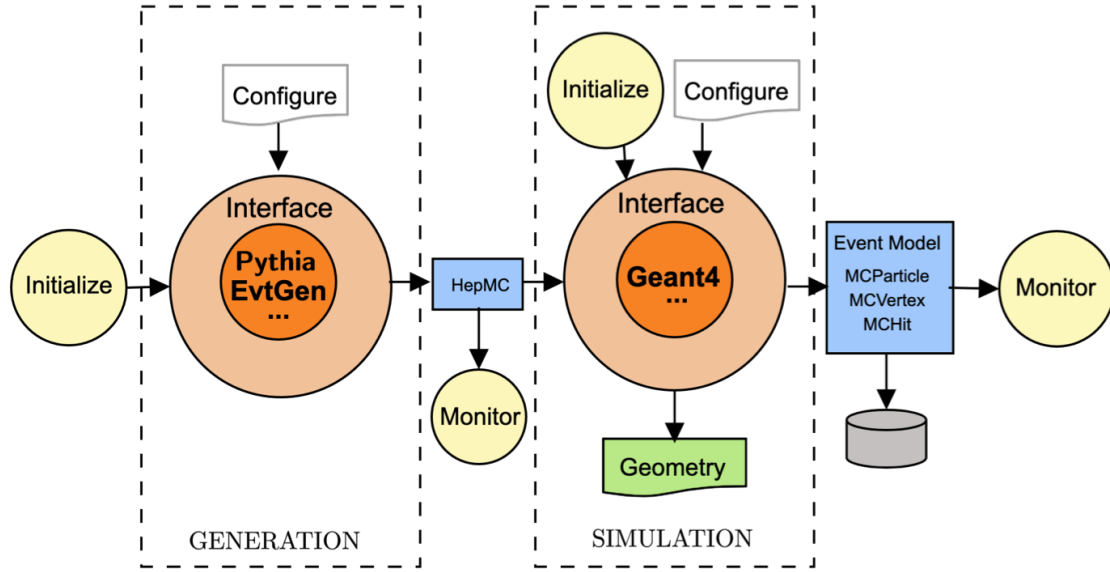 Configure
Interface
Pythia
EvtGen
...
Initialize
GENERATION
HepMC
Monitor
Initialize
Configure
Interface
Geant4
...
Geometry
SIMULATION
Event Model
MCParticle
MCVertex
MCHit
Monitor